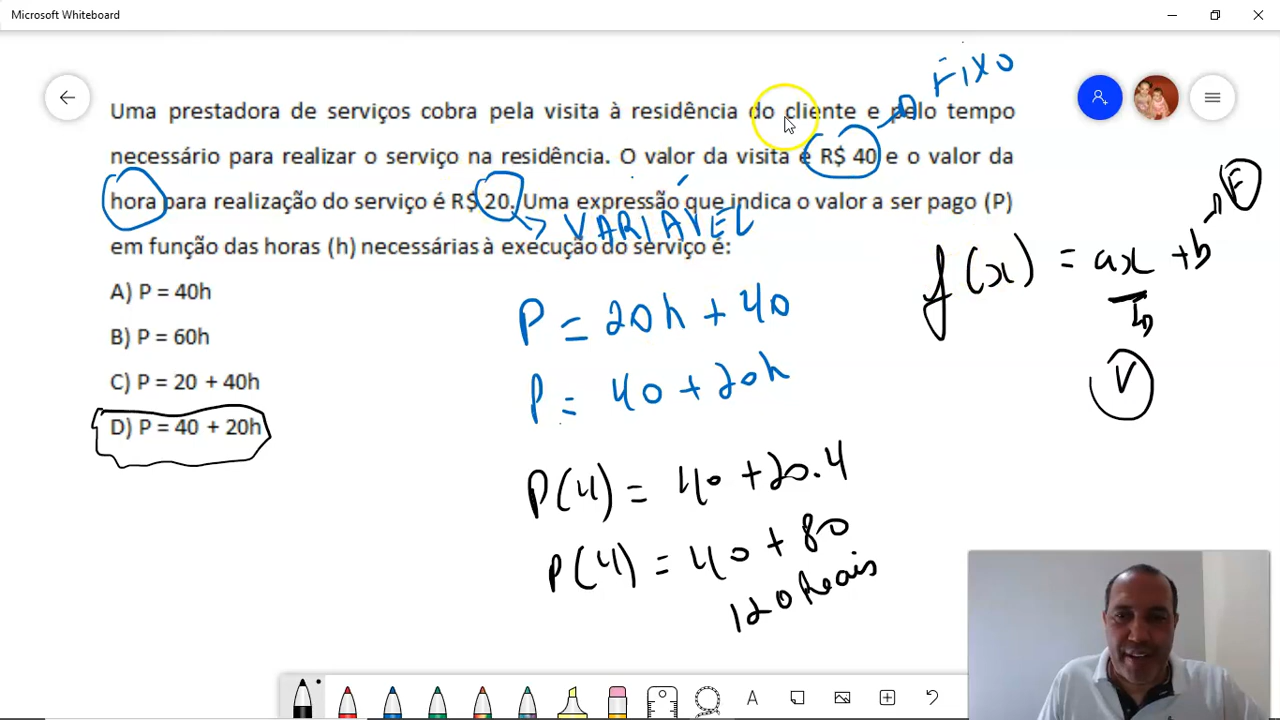 Microsoft Whiteboard
FIXO
Uma prestadora de serviços cobra pela visita à residência do cliente e pelo tempo
necessário para realizar o serviço na residência. O valor da visita é R$ 40 e o valor da
hora para realização do serviço é R$ 20. Uma expressão que indica o valor a ser pago (P)
VARIÁVEL
em função das horas (h) necessárias à execução do serviço é:
F
f(x) = ax + b
V
A) P = 40h
B) P = 60h
C) P = 20 + 40h
D) P = 40 + 20h
P = 20h + 40
P = 40 + 20h
P(4) = 40 + 20.4
P(4) = 40 + 80
120 Reais
A